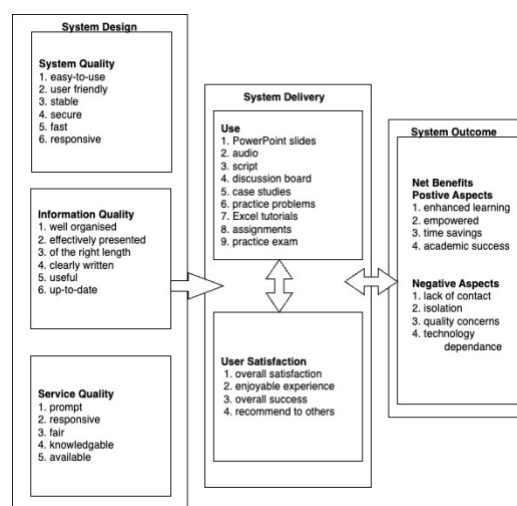 System Design
System Quality
1. easy-to-use
2. user friendly
3. stable
4. secure
5. fast
6. responsive
Information Quality
1. well organised
2. effectively presented
3. of the right length
4. clearly written
5. useful
6. up-to-date
Service Quality
1. prompt
2. responsive
3. fair
4. knowledgable
5. available
System Delivery
Use
1. PowerPoint slides
2. audio
3. script
4. discussion board
5. case studies
6. practice problems
7. Excel tutorials
8. assignments
9. practice exam
User Satisfaction
1. overall satisfaction
2. enjoyable experience
3. overall success
4. recommend to others
System Outcome
Net Benefits
Postive Aspects
1. enhanced learning
2. empowered
3. time savings
4. academic success
Negative Aspects
1. lack of contact
2. isolation
3. quality concerns
4. technology
dependance